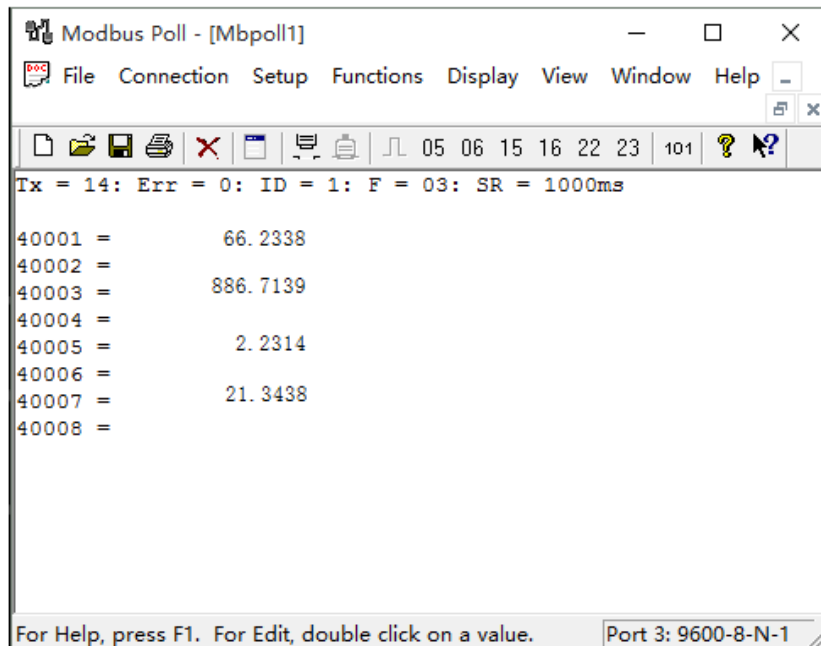 Modbus Poll - [Mbpoll1]
File Connection Setup Functions Display View Window Help
05 06 15 16 22 23 101
Tx = 14: Err = 0: ID = 1: F = 03: SR = 1000ms
40001 = 66.2338
40002 =
40003 = 886.7139
40004 =
40005 = 2.2314
40006 =
40007 = 21.3438
40008 =
For Help, press F1. For Edit, double click on a value. Port 3: 9600-8-N-1